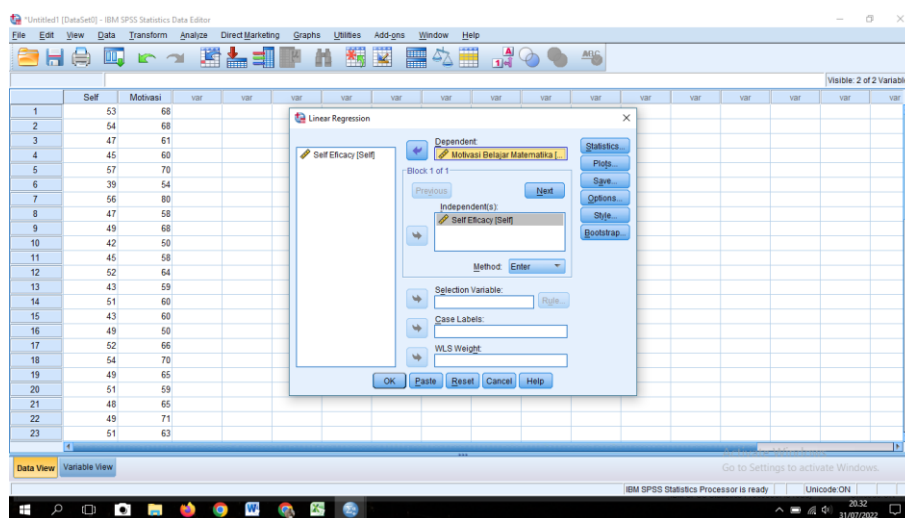 *Untitled1 [DataSet0] - IBM SPSS Statistics Data Editor
File Edit View Data Transform Analyze Direct Marketing Graphs Utilities Add-ons Window Help
Visible: 2 of 2 Variabl
Self Motivasi var var var var var var var var var var var var var var
1 53 68
2 54 68
3 47 61
4 45 60
5 57 70
6 39 54
7 56 80
8 47 58
9 49 68
10 42 50
11 45 58
12 52 64
13 43 59
14 51 60
15 43 60
16 49 50
17 52 66
18 54 70
19 49 65
20 51 59
21 48 65
22 49 71
23 51 63
Linear Regression
Self Eficacy [Self]
Dependent:
Motivasi Belajar Matematika [...
Block 1 of 1
Previous Next
Independent(s):
Self Eficacy [Self]
Method: Enter
Selection Variable:
Rule...
Case Labels:
WLS Weight:
Statistics...
Plots...
Save...
Options...
Style...
Bootstrap...
OK Paste Reset Cancel Help
Data View Variable View
Go to Settings to activate Windows.
IBM SPSS Statistics Processor is ready Unicode:ON
20.32
31/07/2022